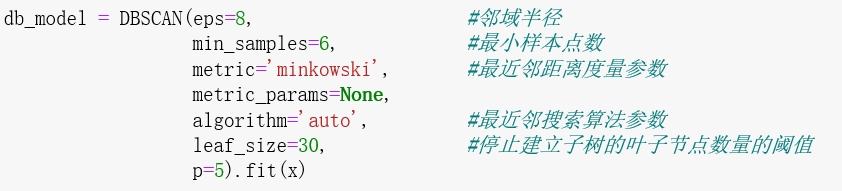 db_model = DBSCAN(eps=8, #邻域半径
min_samples=6, #最小样本点数
metric='minkowski', #最近邻距离度量参数
metric_params=None,
algorithm='auto', #最近邻搜索算法参数
leaf_size=30, #停止建立子树的叶子节点数量的阈值
p=5).fit(x)